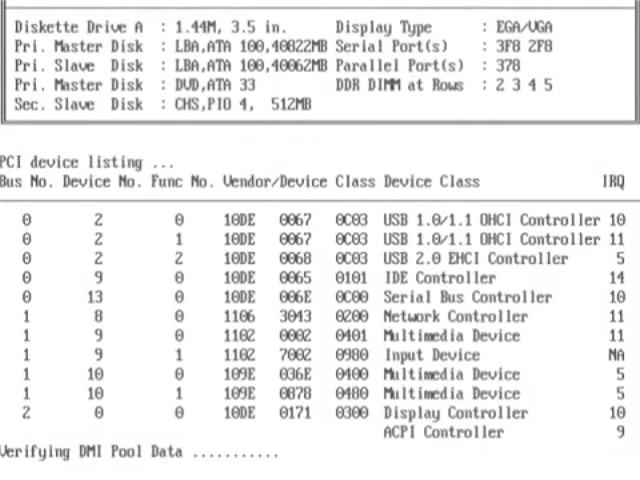 Diskette Drive A : 1.44M, 3.5 in. Display Type : EGA/VGA
Pri. Master Disk : LBA,ATA 100,40822MB Serial Port(s) : 3F8 2F8
Pri. Slave Disk : LBA,ATA 100,40062MB Parallel Port(s) : 378
Pri. Master Disk : DVD,ATA 33 DDR DIMM at Rows : 2 3 4 5
Sec. Slave Disk : CHS,PIO 4, 512MB
PCI device listing ...
Bus No. Device No. Func No. Vendor/Device Class Device Class IRQ
0 2 0 10DE 0067 0C03 USB 1.0/1.1 OHCI Controller 10
0 2 1 10DE 0067 0C03 USB 1.0/1.1 OHCI Controller 11
0 2 2 10DE 0068 0C03 USB 2.0 EHCI Controller 5
0 9 0 10DE 0065 0101 IDE Controller 14
0 13 0 10DE 006E 0C00 Serial Bus Controller 10
1 8 0 1106 3043 0200 Network Controller 11
1 9 0 1102 0002 0401 Multimedia Device 11
1 9 1 1102 7002 0980 Input Device NA
1 10 0 109E 036E 0400 Multimedia Device 5
1 10 1 109E 0878 0480 Multimedia Device 5
2 0 0 10DE 0171 0300 Display Controller 10
ACPI Controller 9
Verifying DMI Pool Data ...........